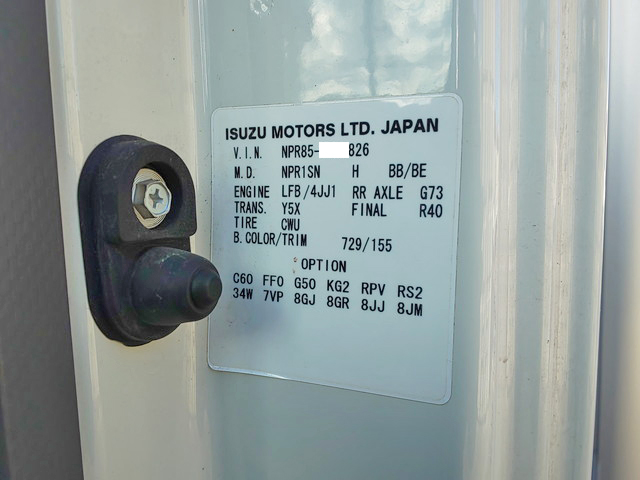 ISUZU MOTORS LTD. JAPAN
V.I.N. NPR85- 826
M.D. NPR1SN H BB/BE
ENGINE LFB/4JJ1 RR AXLE G73
TRANS. Y5X FINAL R40
TIRE CWU
B.COLOR/TRIM 729/155
OPTION
C60 FF0 G50 KG2 RPV RS2
34W 7VP 8GJ 8GR 8JJ 8JM